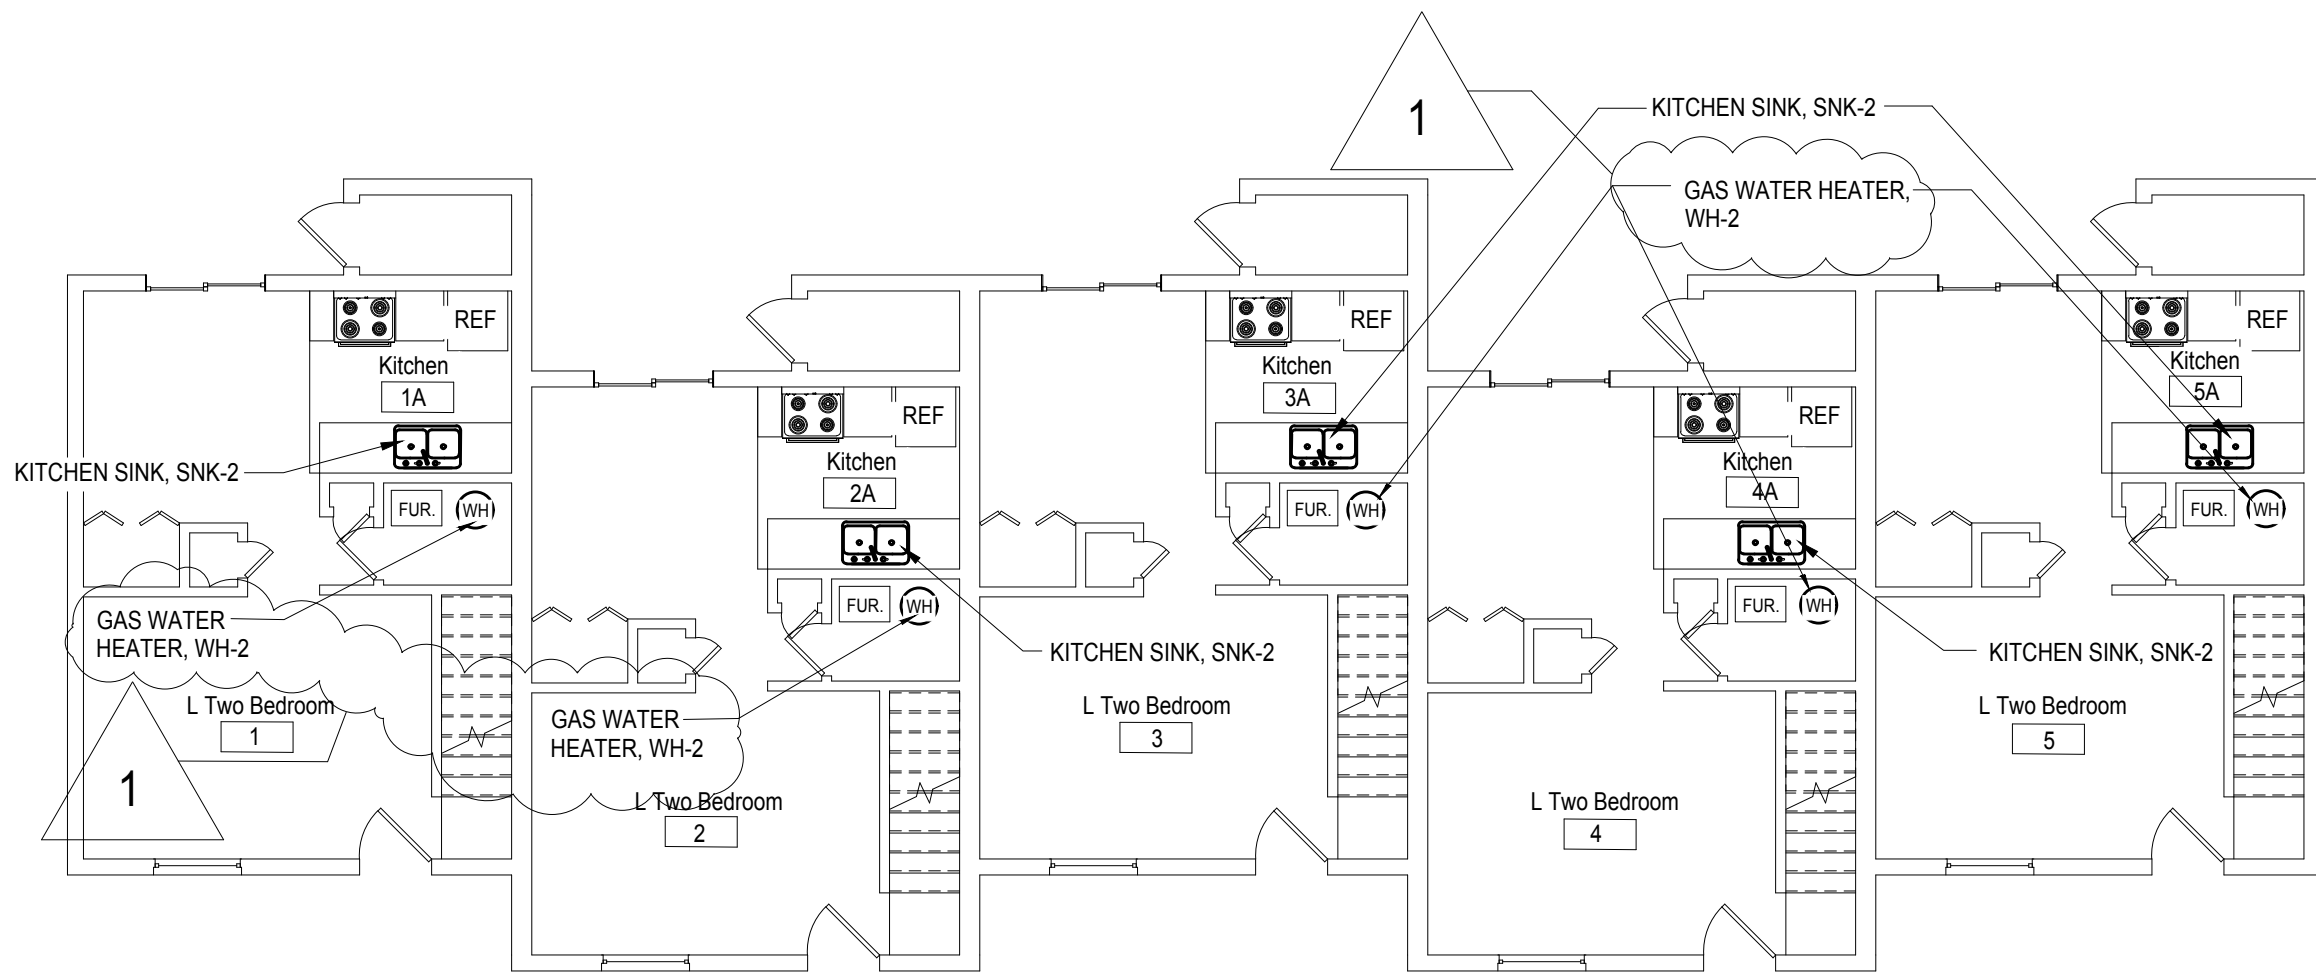 1
KITCHEN SINK, SNK-2
GAS WATER HEATER,
WH-2
REF
REF
REF
Kitchen
1A
Kitchen
3A
Kitchen
5A
REF
REF
KITCHEN SINK, SNK-2
Kitchen
2A
Kitchen
4A
FUR.
WH
FUR.
WH
FUR.
WH
FUR.
WH
FUR.
WH
GAS WATER
HEATER, WH-2
KITCHEN SINK, SNK-2
KITCHEN SINK, SNK-2
L Two Bedroom
1
GAS WATER
HEATER, WH-2
L Two Bedroom
3
L Two Bedroom
5
1
L Two Bedroom
2
L Two Bedroom
4